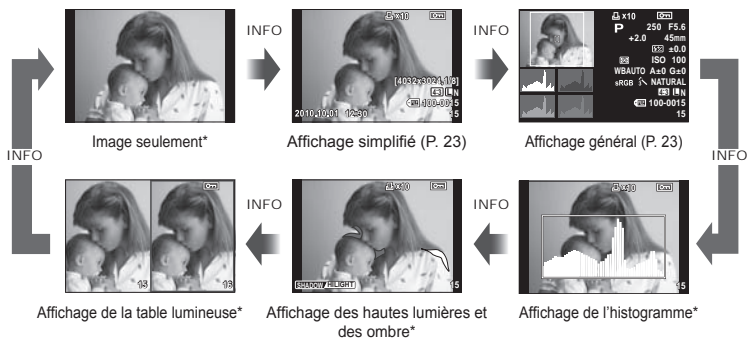 INFO
INFO
Image seulement*
x10
[4032x3024,1/8]
L N
100-0015
2010.10.01 12:30
15
Affichage simplifié (P. 23)
x10
P 250 F5.6
+2.0 45mm
±0.0
ISO 100
WBAUTO A±0 G±0
sRGB NATURAL
4:3 L N
100-0015
15
Affichage général (P. 23)
INFO
INFO
INFO
INFO
15
16
Affichage de la table lumineuse*
x10
SHADOW HILIGHT
15
Affichage des hautes lumières et
des ombre*
x10
15
Affichage de l’histogramme*